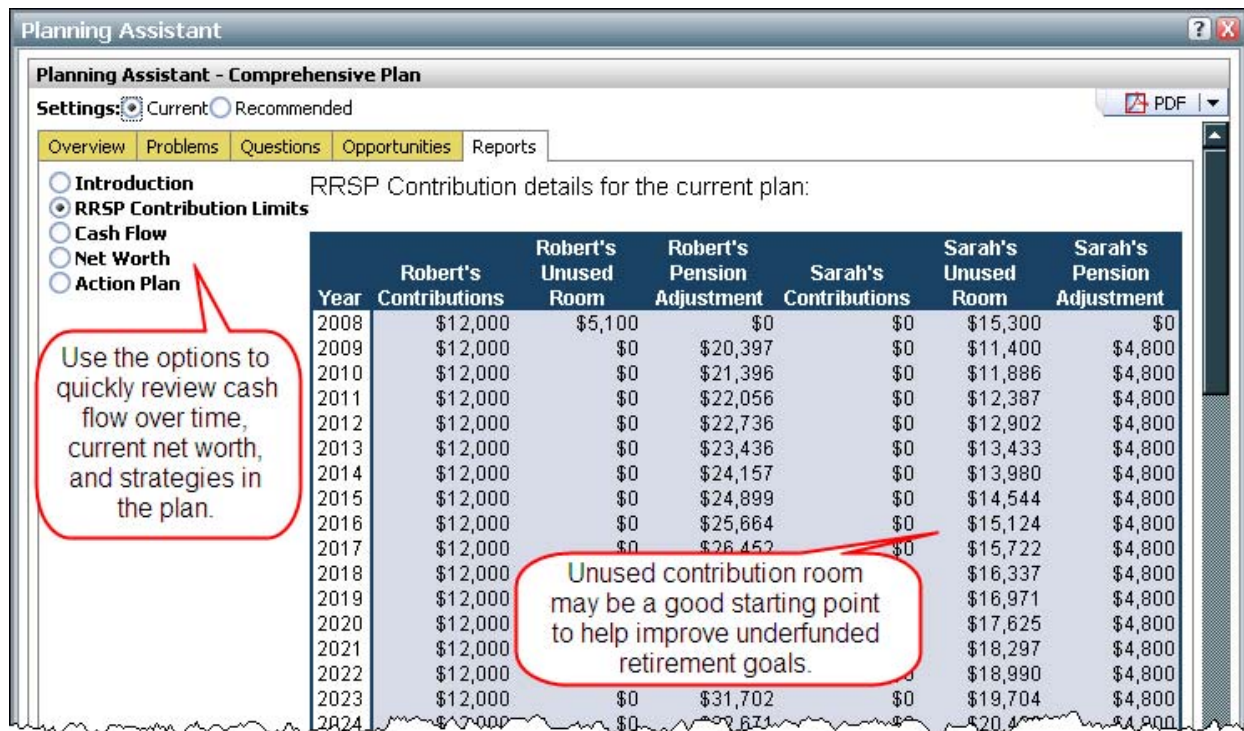 Planning Assistant
Planning Assistant - Comprehensive Plan
Settings: Current Recommended
PDF
Overview Problems Questions Opportunities Reports
Introduction
RRSP Contribution Limits
Cash Flow
Net Worth
Action Plan
Use the options to
quickly review cash
flow over time,
current net worth,
and strategies in
the plan.
RRSP Contribution details for the current plan:
Year Robert's Contributions Robert's Unused Room Robert's Pension Adjustment Sarah's Contributions Sarah's Unused Room Sarah's Pension Adjustment
2008 $12,000 $5,100 $0 $0 $15,300 $0
2009 $12,000 $0 $20,397 $0 $11,400 $4,800
2010 $12,000 $0 $21,396 $0 $11,886 $4,800
2011 $12,000 $0 $22,056 $0 $12,387 $4,800
2012 $12,000 $0 $22,736 $0 $12,902 $4,800
2013 $12,000 $0 $23,436 $0 $13,433 $4,800
2014 $12,000 $0 $24,157 $0 $13,980 $4,800
2015 $12,000 $0 $24,899 $0 $14,544 $4,800
2016 $12,000 $0 $25,664 $0 $15,124 $4,800
2017 $12,000 $0 $26,452 $0 $15,722 $4,800
2018 $12,000 $16,337 $4,800
2019 $12,000 $16,971 $4,800
2020 $12,000 $17,625 $4,800
2021 $12,000 $18,297 $4,800
2022 $12,000 $18,990 $4,800
2023 $12,000 $0 $31,702 $0 $19,704 $4,800
2024 $0
Unused contribution room
may be a good starting point
to help improve underfunded
retirement goals.